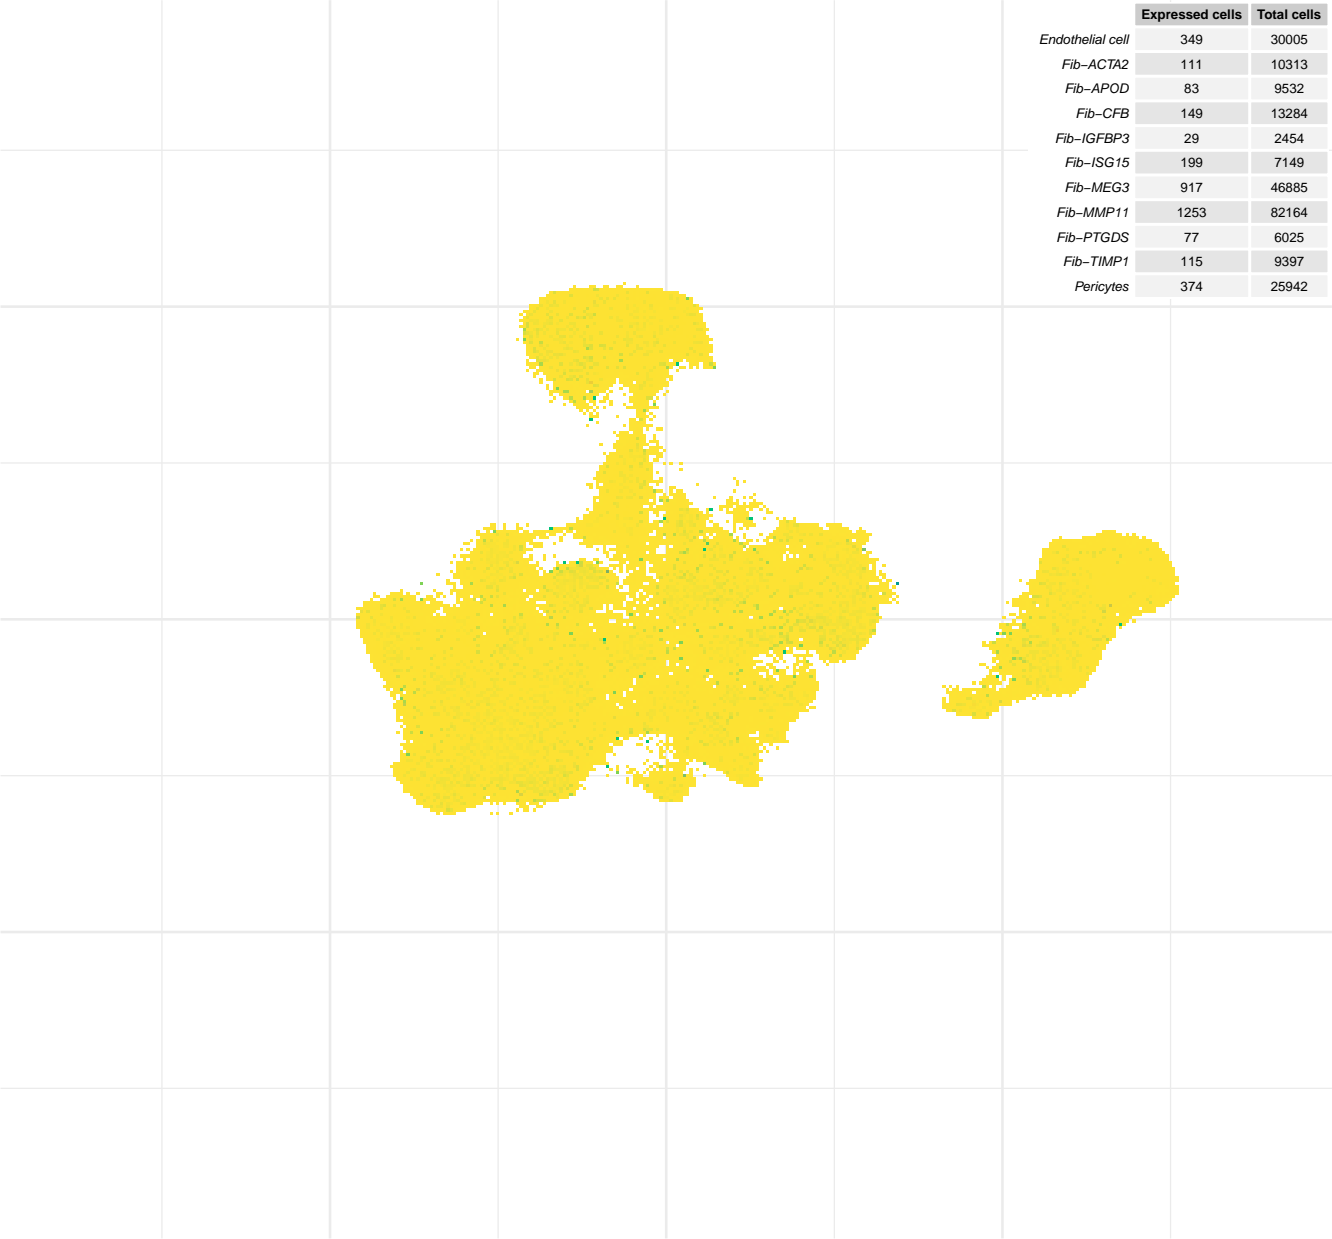 Expressed cells Total cells
Endothelial cell 349 30005
Fib−ACTA2 111 10313
Fib−APOD 83 9532
Fib−CFB 149 13284
Fib−IGFBP3 29 2454
Fib−ISG15 199 7149
Fib−MEG3 917 46885
Fib−MMP11 1253 82164
Fib−PTGDS 77 6025
Fib−TIMP1 115 9397
Pericytes 374 25942